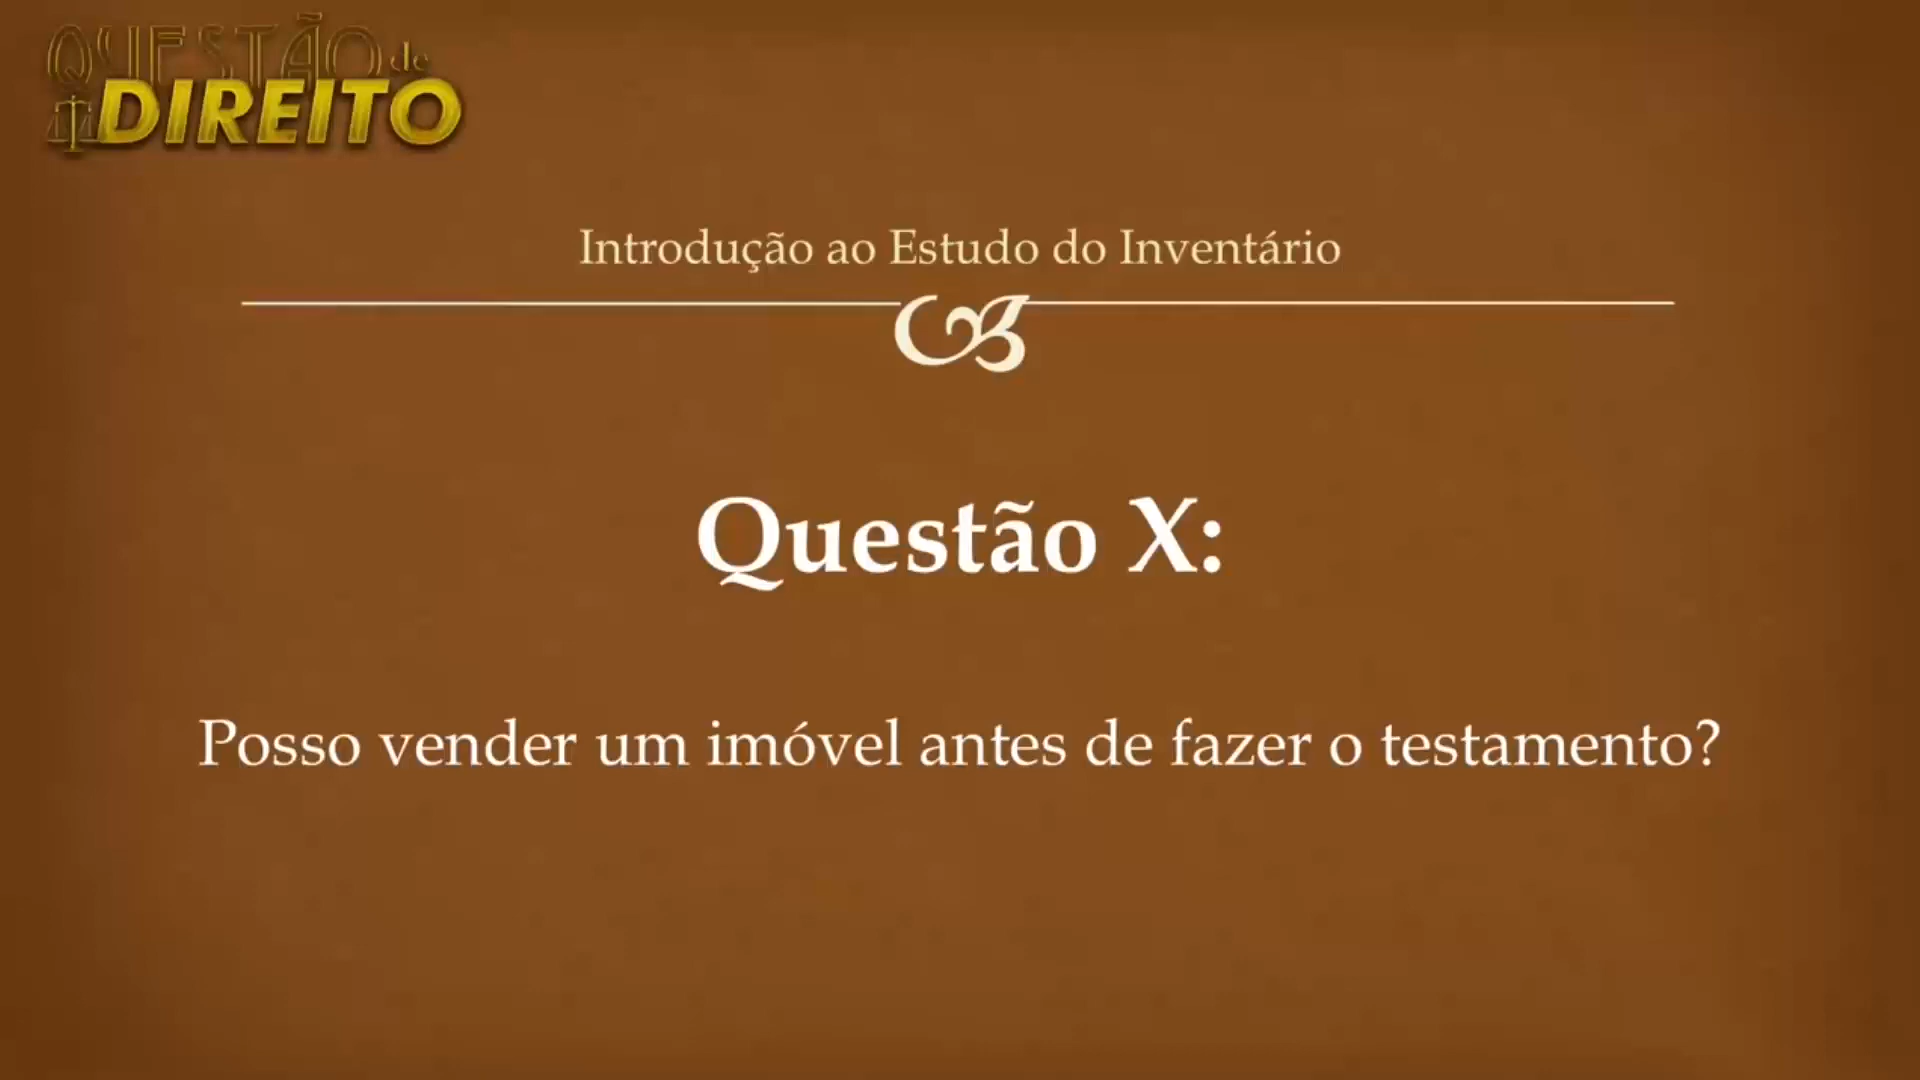 QUESTÃO de
DIREITO
Introdução ao Estudo do Inventário
Questão X:
Posso vender um imóvel antes de fazer o testamento?